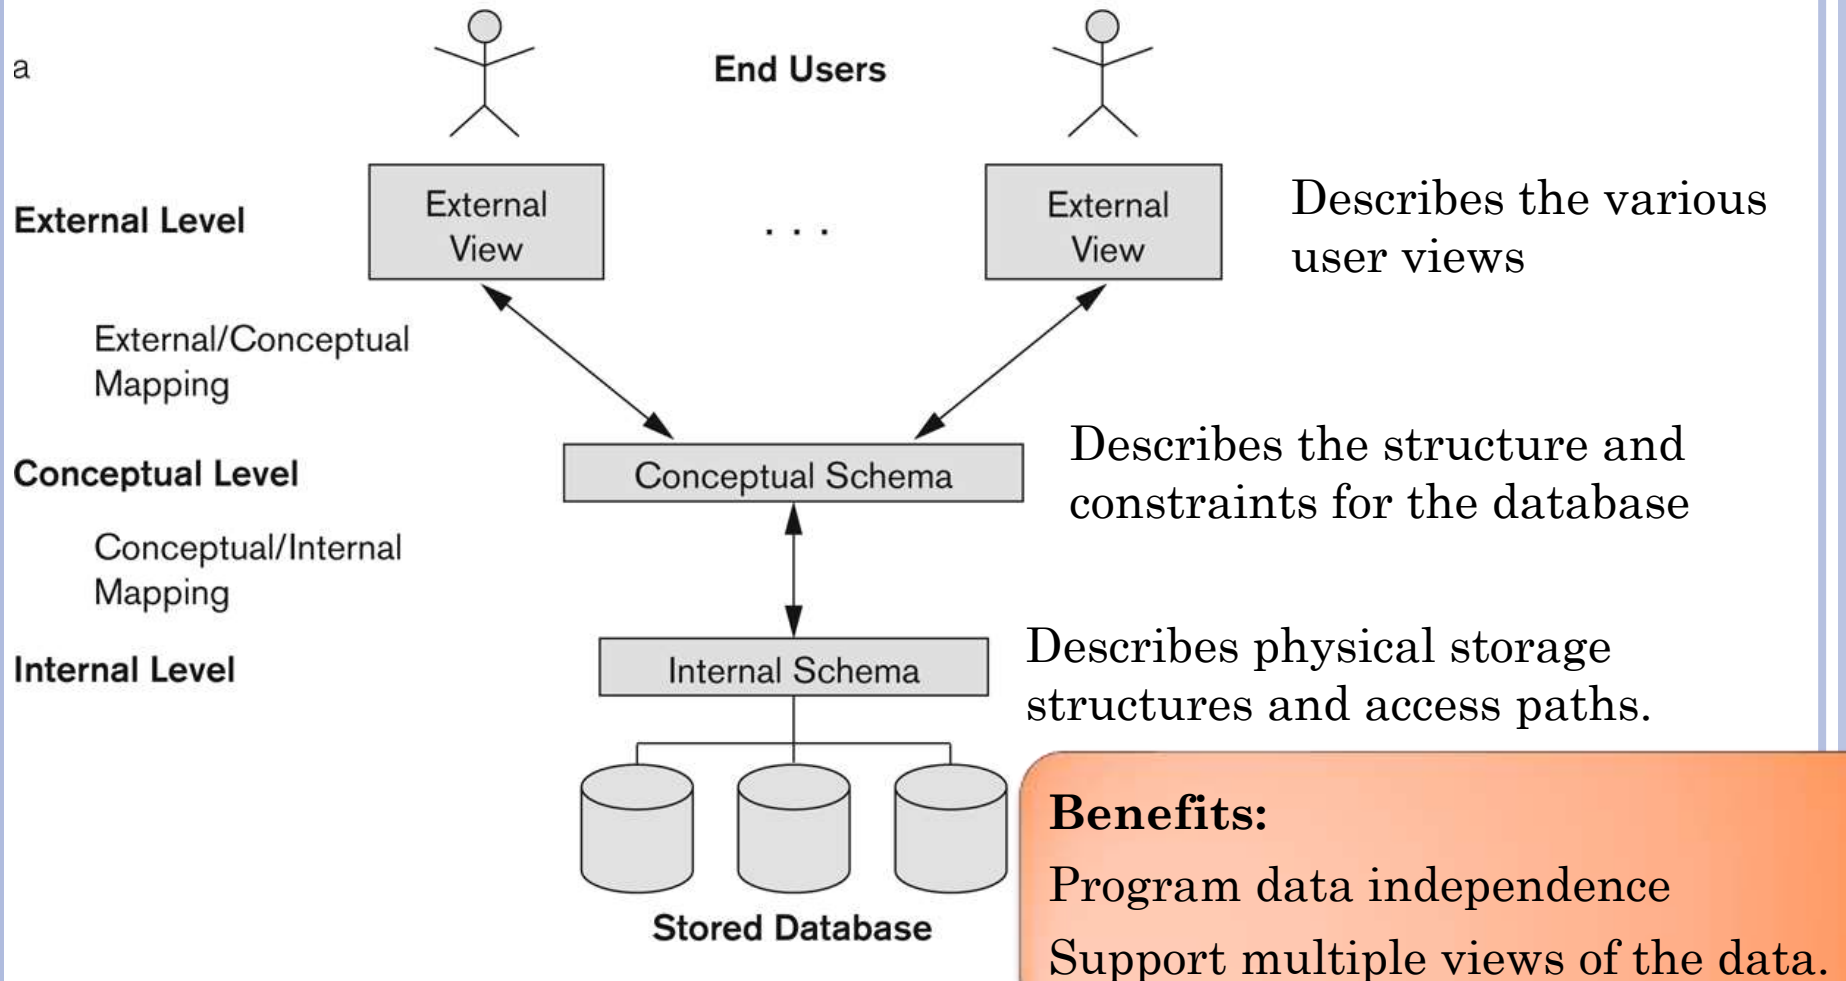 a
End Users
External
View
. . .
External
View
Describes the various
user views
External Level
External/Conceptual
Mapping
Conceptual Level
Conceptual Schema
Describes the structure and
constraints for the database
Conceptual/Internal
Mapping
Internal Level
Internal Schema
Describes physical storage
structures and access paths.
Stored Database
Benefits:
Program data independence
Support multiple views of the data.